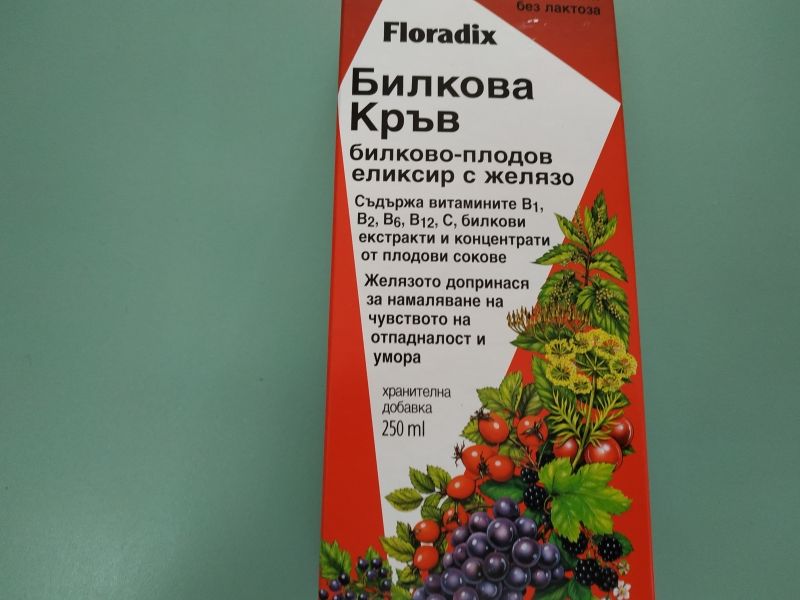 без лактоза
Floradix
Билкова
Кръв
билково-плодов
еликсир с желязо
Съдържа витамините B1,
B2, B6, B12, C, билкови
екстракти и концентрати
от плодови сокове
Желязото допринася
за намаляване на
чувството на
отпадналост и
умора
хранителна
добавка
250 ml